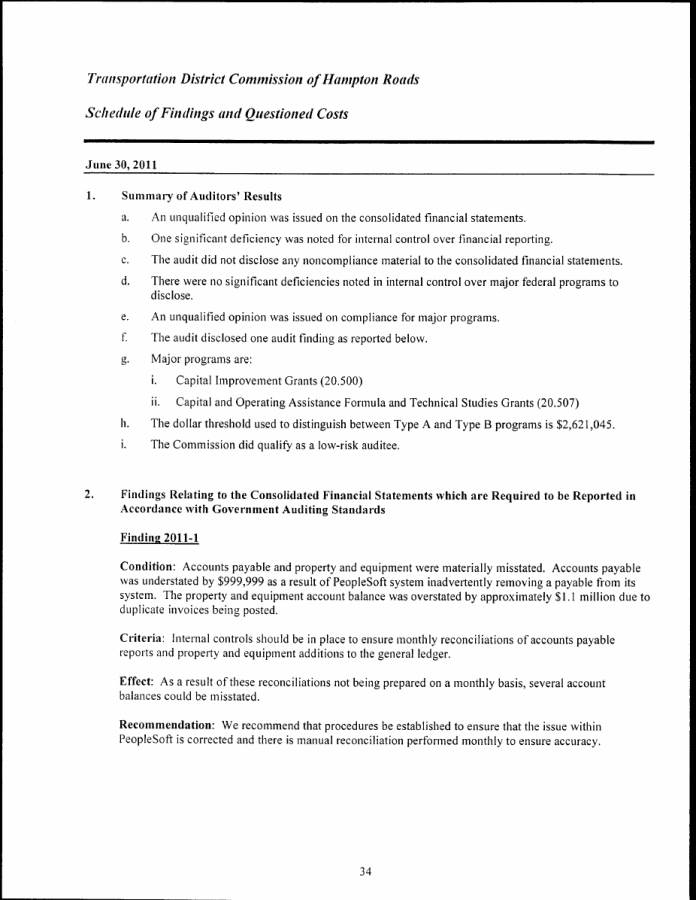 Transportation District Commission of Hampton Roads
Schedule of Findings and Questioned Costs
June 30, 2011
1. Summary of Auditors' Results
a. An unqualified opinion was issued on the consolidated financial statements.
b. One significant deficiency was noted for internal control over financial reporting.
c. The audit did not disclose any noncompliance material to the consolidated financial statements.
d. There were no significant deficiencies noted in internal control over major federal programs to
disclose.
e. An unqualified opinion was issued on compliance for major programs.
f. The audit disclosed one audit finding as reported below.
g. Major programs are:
i. Capital Improvement Grants (20.500)
ii. Capital and Operating Assistance Formula and Technical Studies Grants (20.507)
h. The dollar threshold used to distinguish between Type A and Type B programs is $2,621,045.
i. The Commission did qualify as a low-risk auditee.
2. Findings Relating to the Consolidated Financial Statements which are Required to be Reported in
Accordance with Government Auditing Standards
Finding 2011-1
Condition: Accounts payable and property and equipment were materially misstated. Accounts payable
was understated by $999,999 as a result of PeopleSoft system inadvertently removing a payable from its
system. The property and equipment account balance was overstated by approximately $1.1 million due to
duplicate invoices being posted.
Criteria: Internal controls should be in place to ensure monthly reconciliations of accounts payable
reports and property and equipment additions to the general ledger.
Effect: As a result of these reconciliations not being prepared on a monthly basis, several account
balances could be misstated.
Recommendation: We recommend that procedures be established to ensure that the issue within
PeopleSoft is corrected and there is manual reconciliation performed monthly to ensure accuracy.
34